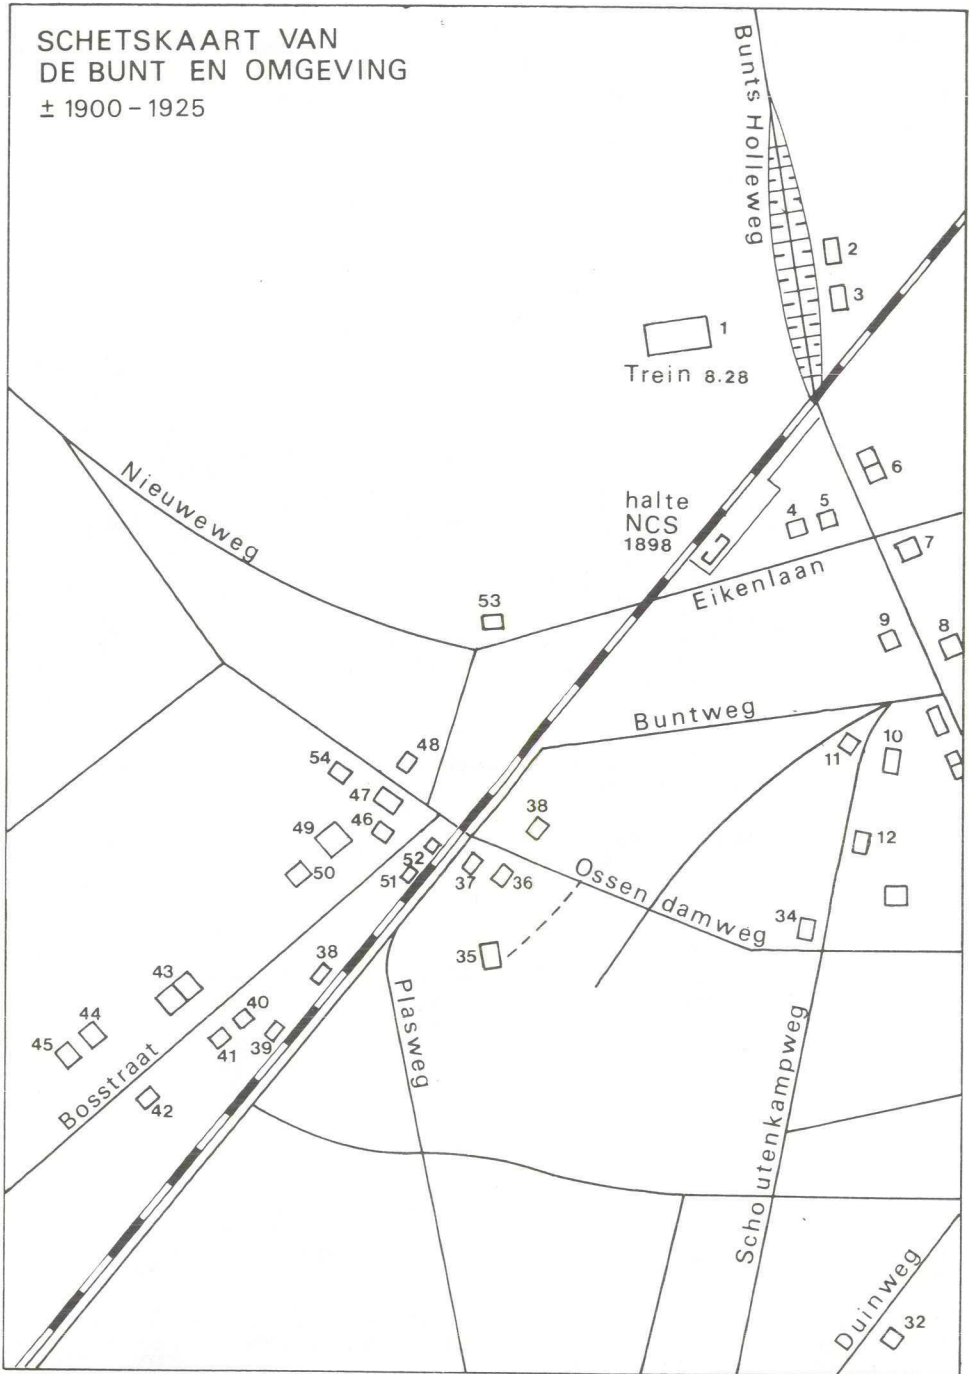 SCHETSKAART VAN
DE BUNT EN OMGEVING
± 1900 – 1925
Bunts Holleweg
2
3
1
Trein 8.28
6
halte
NCS
1898
4
5
7
Eikenlaan
Nieuweweg
53
9
8
Buntweg
11
10
48
54
47
46
49
50
52
51
38
37
36
12
Ossendamweg
34
35
38
43
40
44
41
39
45
42
Bosstraat
Plasweg
Schoutenkampweg
Duinweg
32